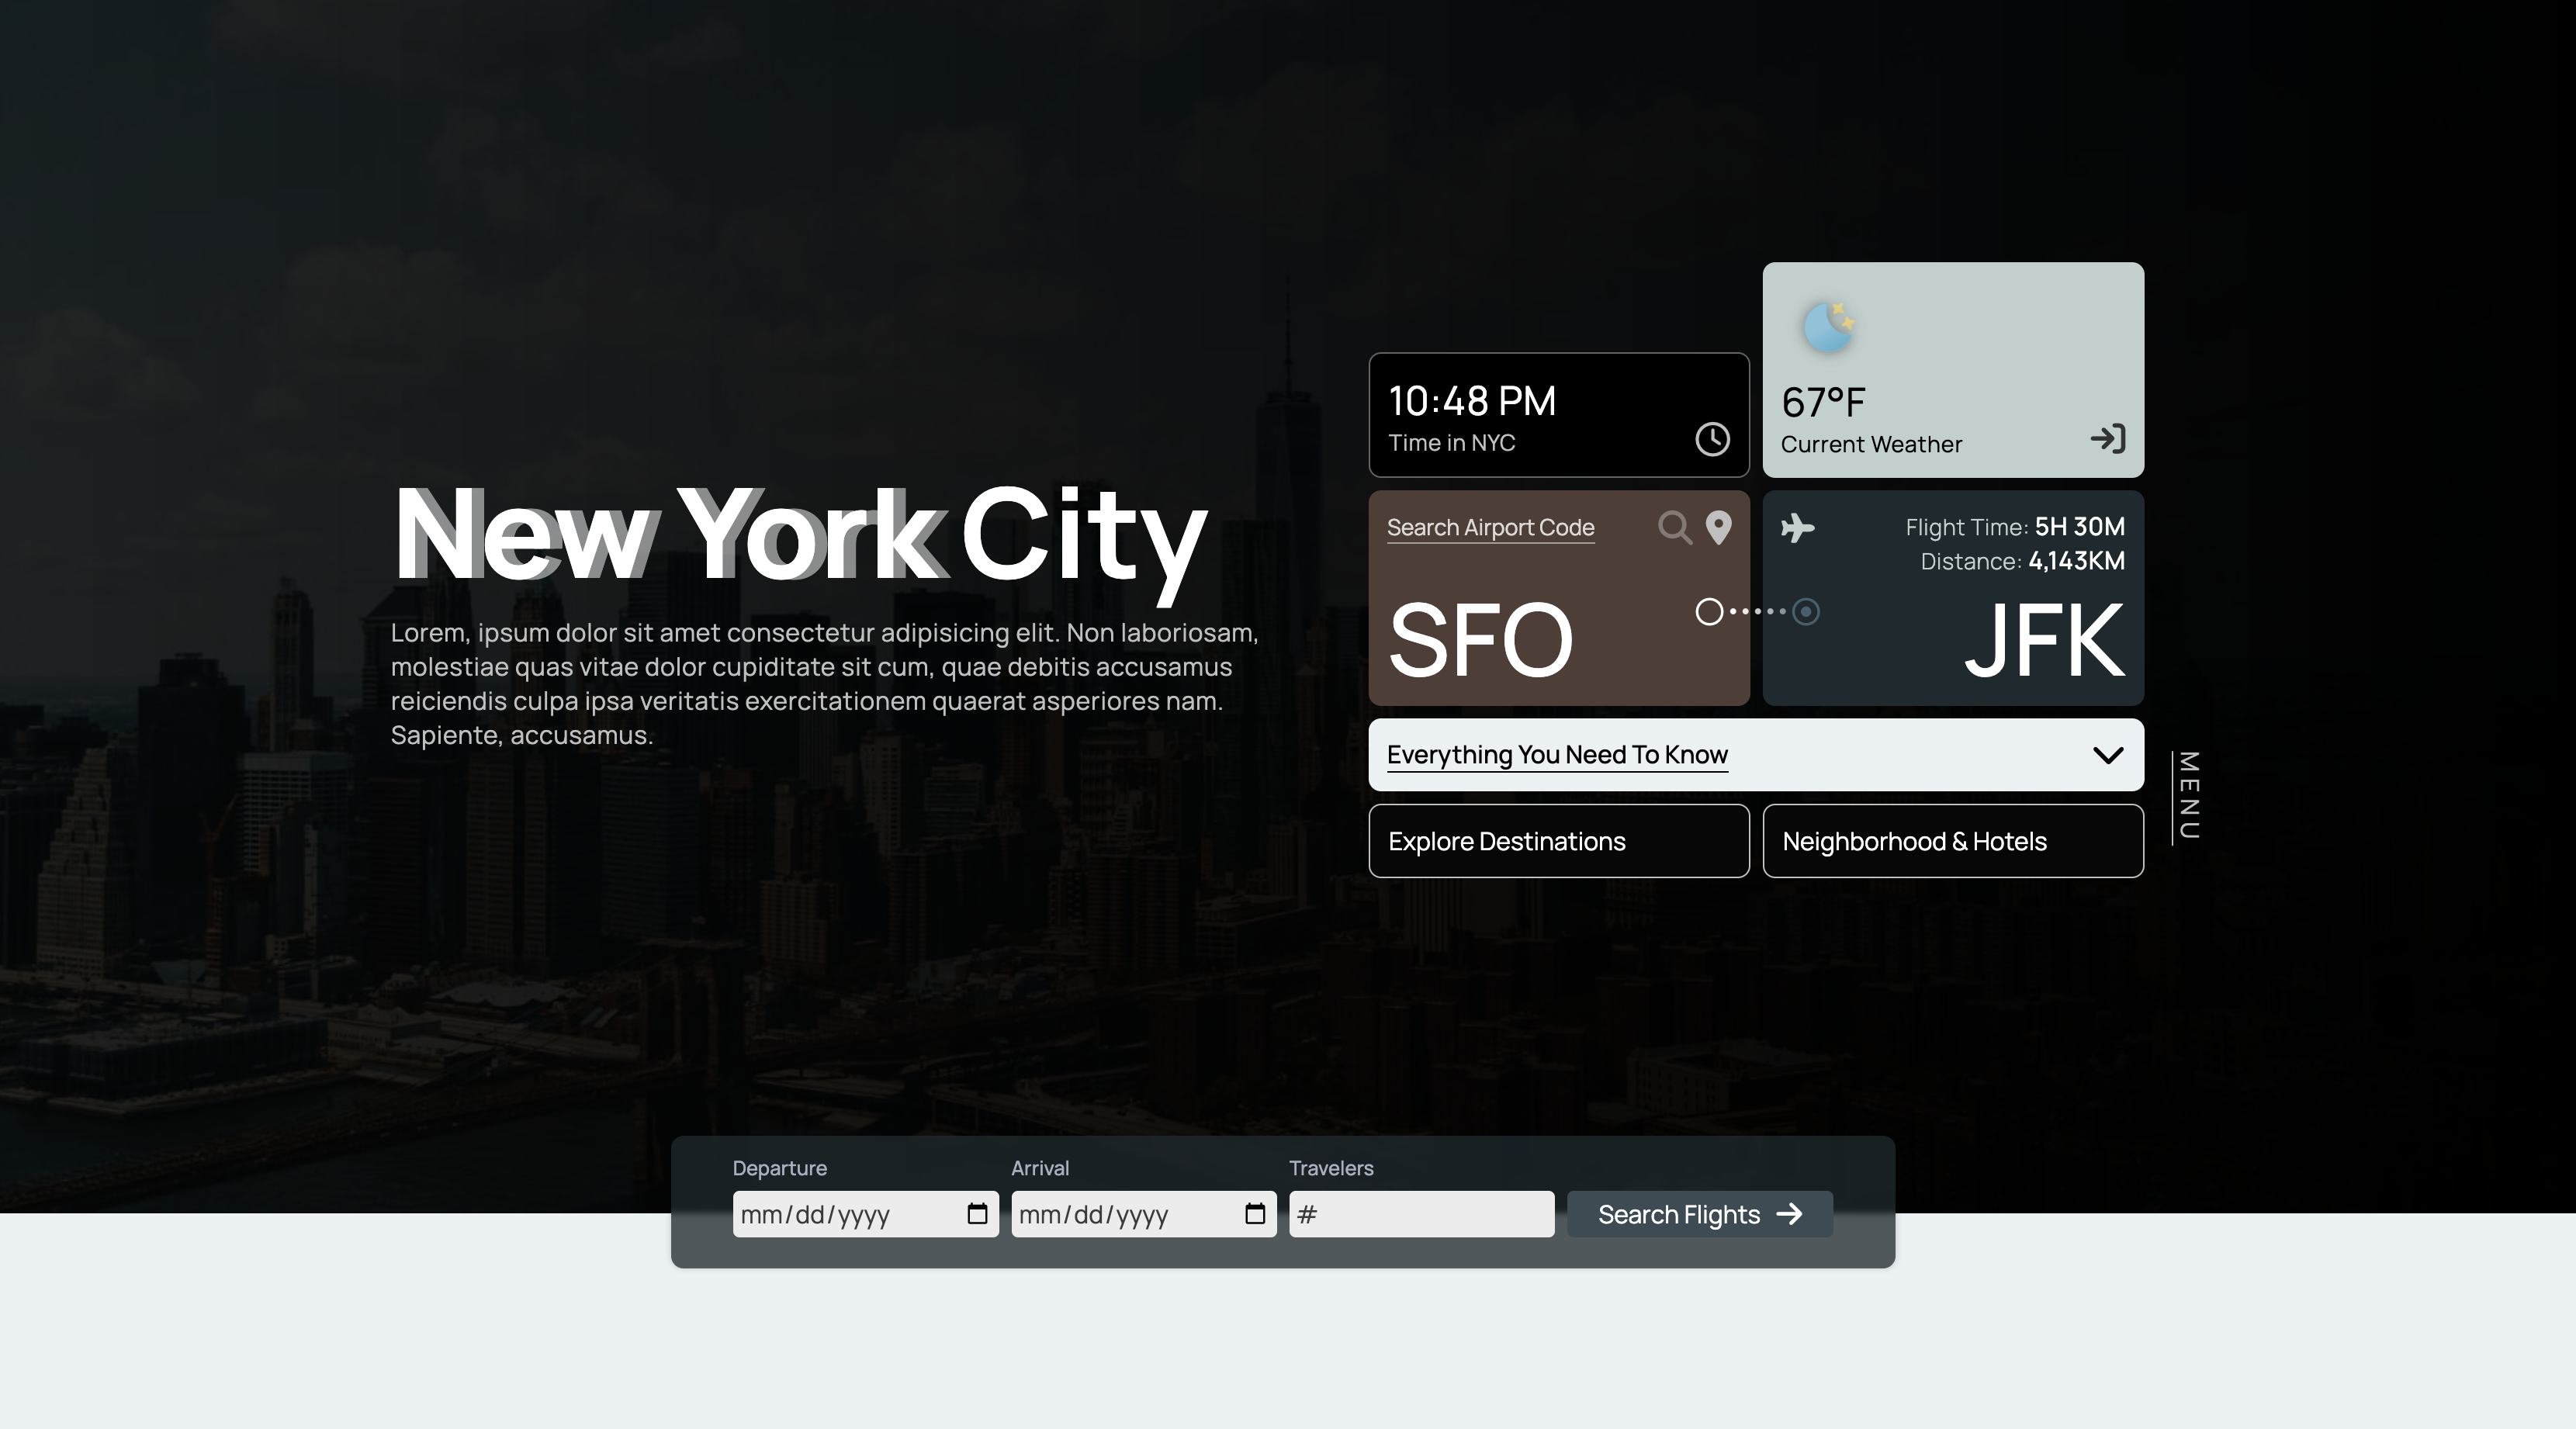 New York City
Lorem, ipsum dolor sit amet consectetur adipisicing elit. Non laboriosam,
molestiae quas vitae dolor cupiditate sit cum, quae debitis accusamus
reiciendis culpa ipsa veritatis exercitationem quaerat asperiores nam.
Sapiente, accusamus.
10:48 PM
Time in NYC
67°F
Current Weather
Search Airport Code
SFO
Flight Time: 5H 30M
Distance: 4,143KM
JFK
Everything You Need To Know
Explore Destinations
Neighborhood & Hotels
MENU
Departure
mm/dd/yyyy
Arrival
mm/dd/yyyy
Travelers
#
Search Flights